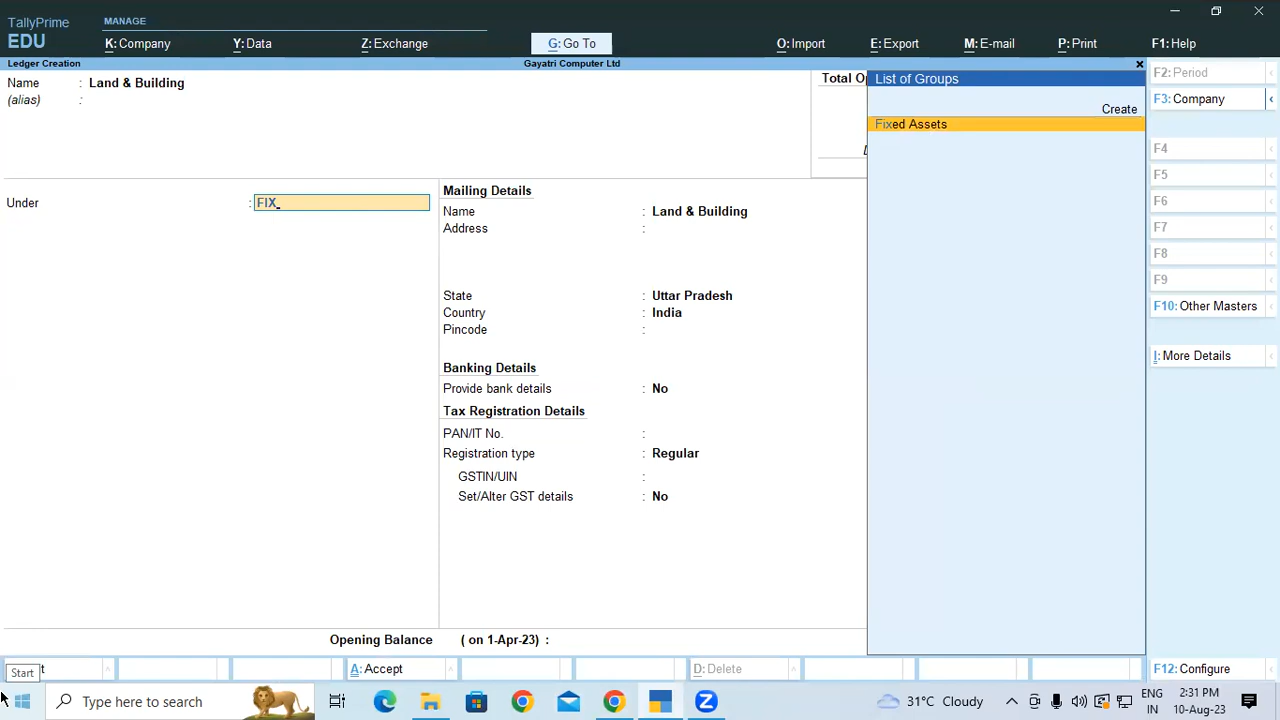 TallyPrime
EDU
MANAGE
K: Company
Y: Data
Z: Exchange
G: Go To
O: Import
E: Export
M: E-mail
P: Print
F1: Help
Ledger Creation
Gayatri Computer Ltd
Name : Land & Building
(alias) :
Total Op
Under : FIX
Mailing Details
Name : Land & Building
Address :
State : Uttar Pradesh
Country : India
Pincode :
Banking Details
Provide bank details : No
Tax Registration Details
PAN/IT No. :
Registration type : Regular
GSTIN/UIN :
Set/Alter GST details : No
Opening Balance ( on 1-Apr-23) :
List of Groups
Create
Fixed Assets
F2: Period
F3: Company
F4
F5
F6
F7
F8
F9
F10: Other Masters
I: More Details
Start
t
A: Accept
D: Delete
F12: Configure
Type here to search
31°C Cloudy
ENG
IN
2:31 PM
10-Aug-23